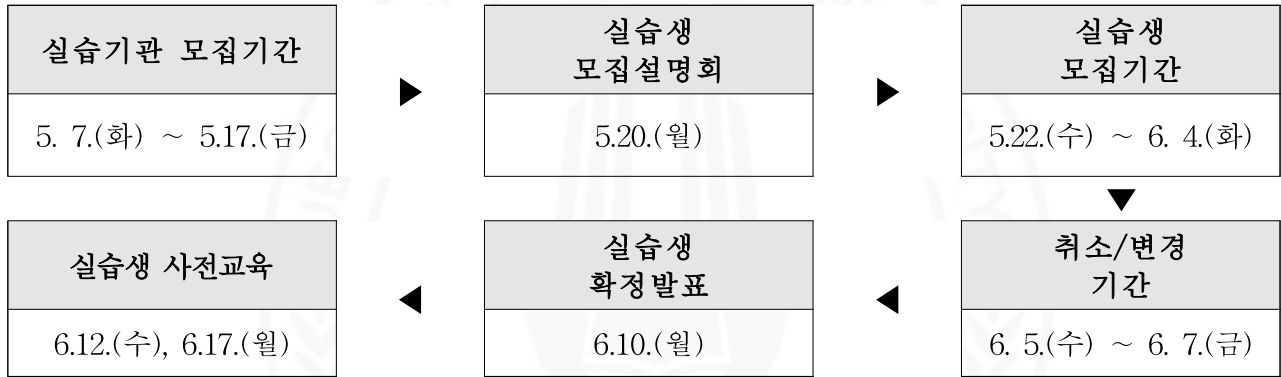 실습기관 모집기간
5. 7.(화) ~ 5.17.(금)
▶
실습생
모집설명회
5.20.(월)
▶
실습생
모집기간
5.22.(수) ~ 6. 4.(화)
▼
취소/변경
기간
6. 5.(수) ~ 6. 7.(금)
◀
실습생
확정발표
6.10.(월)
◀
실습생 사전교육
6.12.(수), 6.17.(월)